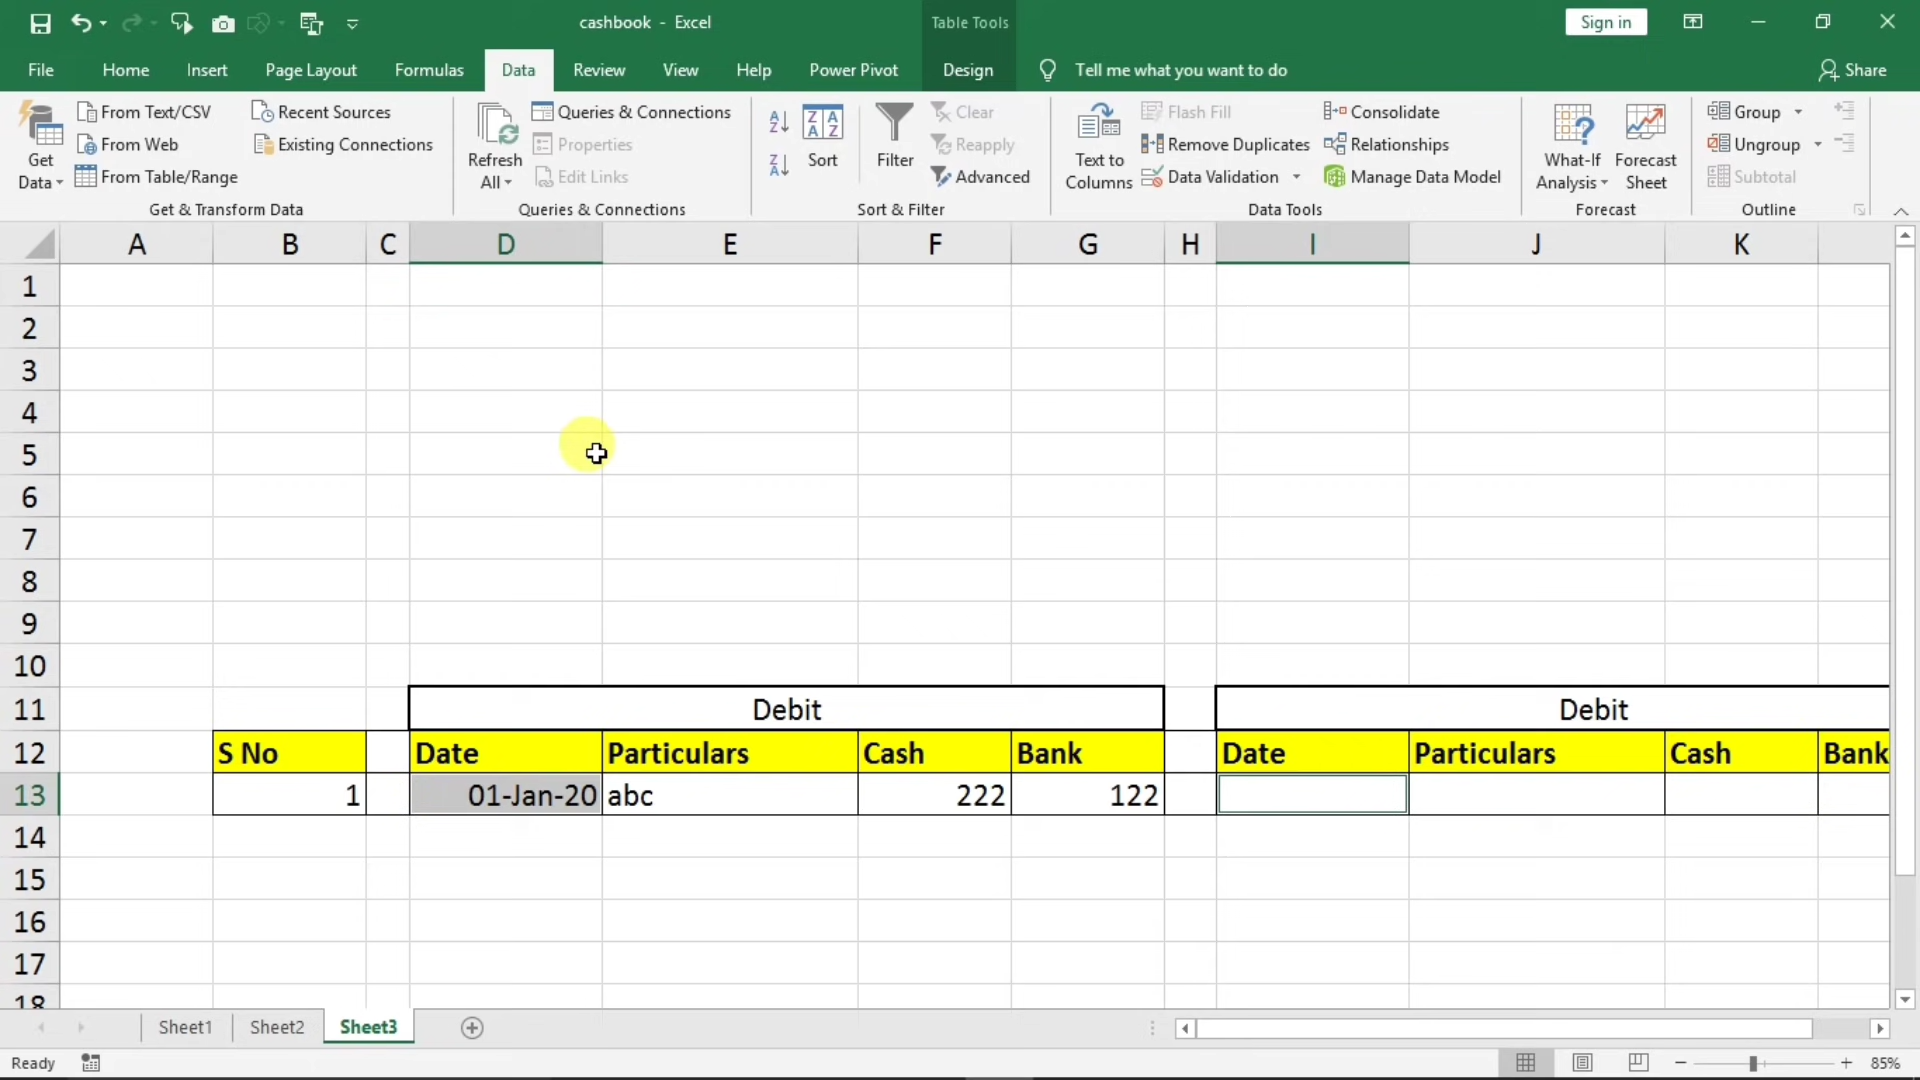 cashbook - Excel
Table Tools
Sign in
File Home Insert Page Layout Formulas Data Review View Help Power Pivot Design Tell me what you want to do Share
Get Data
From Text/CSV
From Web
From Table/Range
Recent Sources
Existing Connections
Get & Transform Data
Refresh All
Queries & Connections
Properties
Edit Links
Queries & Connections
Sort
Filter
Clear
Reapply
Advanced
Sort & Filter
Text to Columns
Flash Fill
Remove Duplicates
Data Validation
Consolidate
Relationships
Manage Data Model
Data Tools
What-If Analysis
Forecast Sheet
Forecast
Group
Ungroup
Subtotal
Outline
A B C D E F G H I J K
1
2
3
4
5
6
7
8
9
10
11 Debit Debit
12 S No Date Particulars Cash Bank Date Particulars Cash Bank
13 1 01-Jan-20 abc 222 122
14
15
16
17
18
Sheet1 Sheet2 Sheet3
Ready 85%